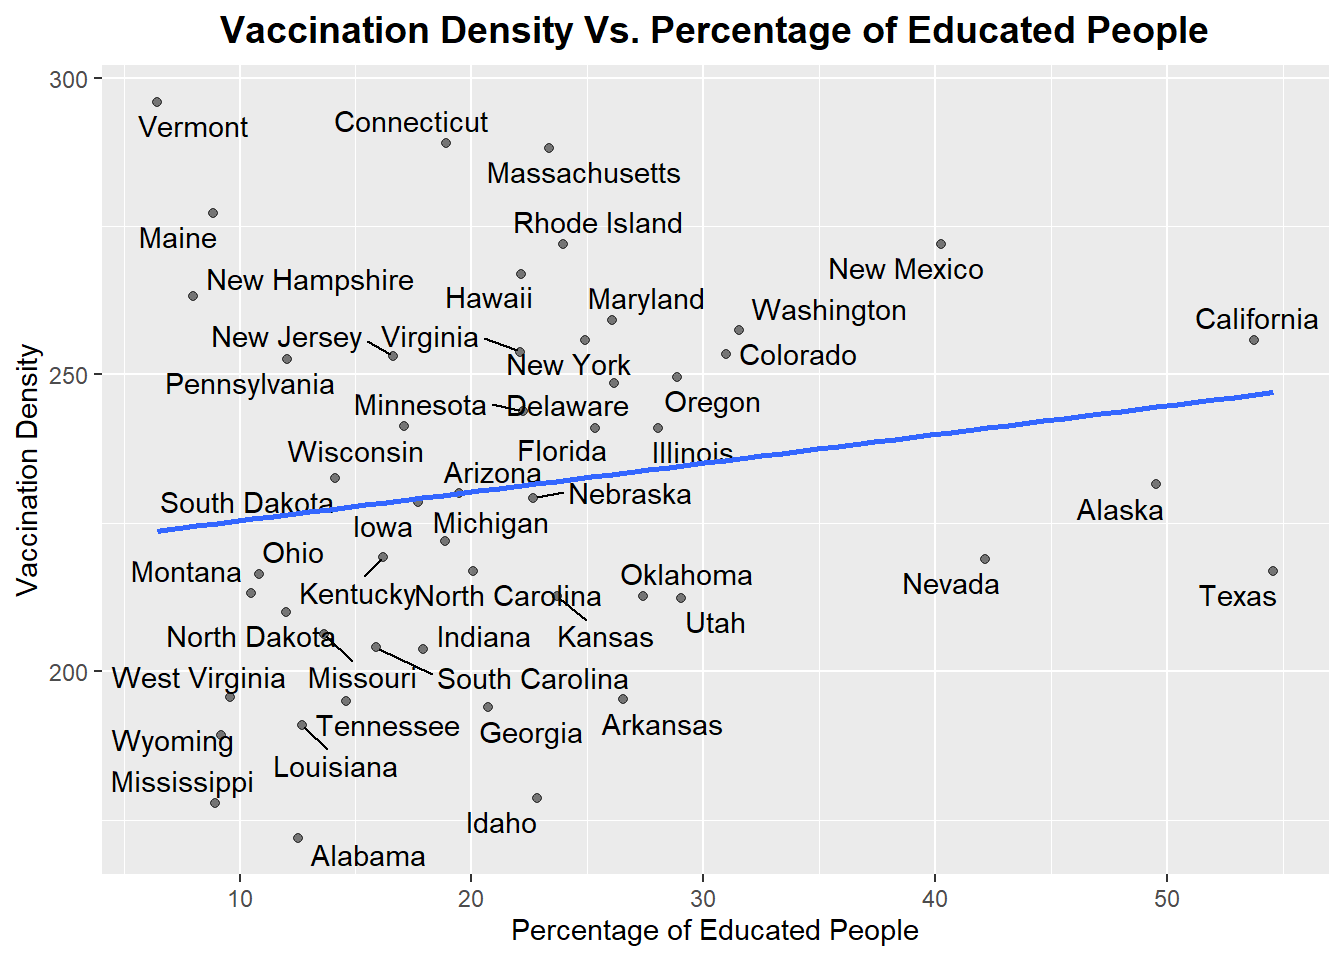 Vaccination Density Vs. Percentage of Educated People
300
Vermont
Connecticut
Massachusetts
Rhode Island
Maine
New Mexico
New Hampshire
Hawaii
Maryland
Washington
California
New Jersey
Virginia
Colorado
New York
Pennsylvania
250
Minnesota
Delaware
Oregon
Wisconsin
Florida
Illinois
Arizona
Nebraska
South Dakota
Iowa
Michigan
Alaska
Ohio
Montana
Oklahoma
Nevada
Texas
Kentucky
North Carolina
Utah
North Dakota
Indiana
Kansas
200
West Virginia
Missouri
South Carolina
Tennessee
Georgia
Arkansas
Wyoming
Louisiana
Mississippi
Idaho
Alabama
Vaccination Density
10 20 30 40 50
Percentage of Educated People